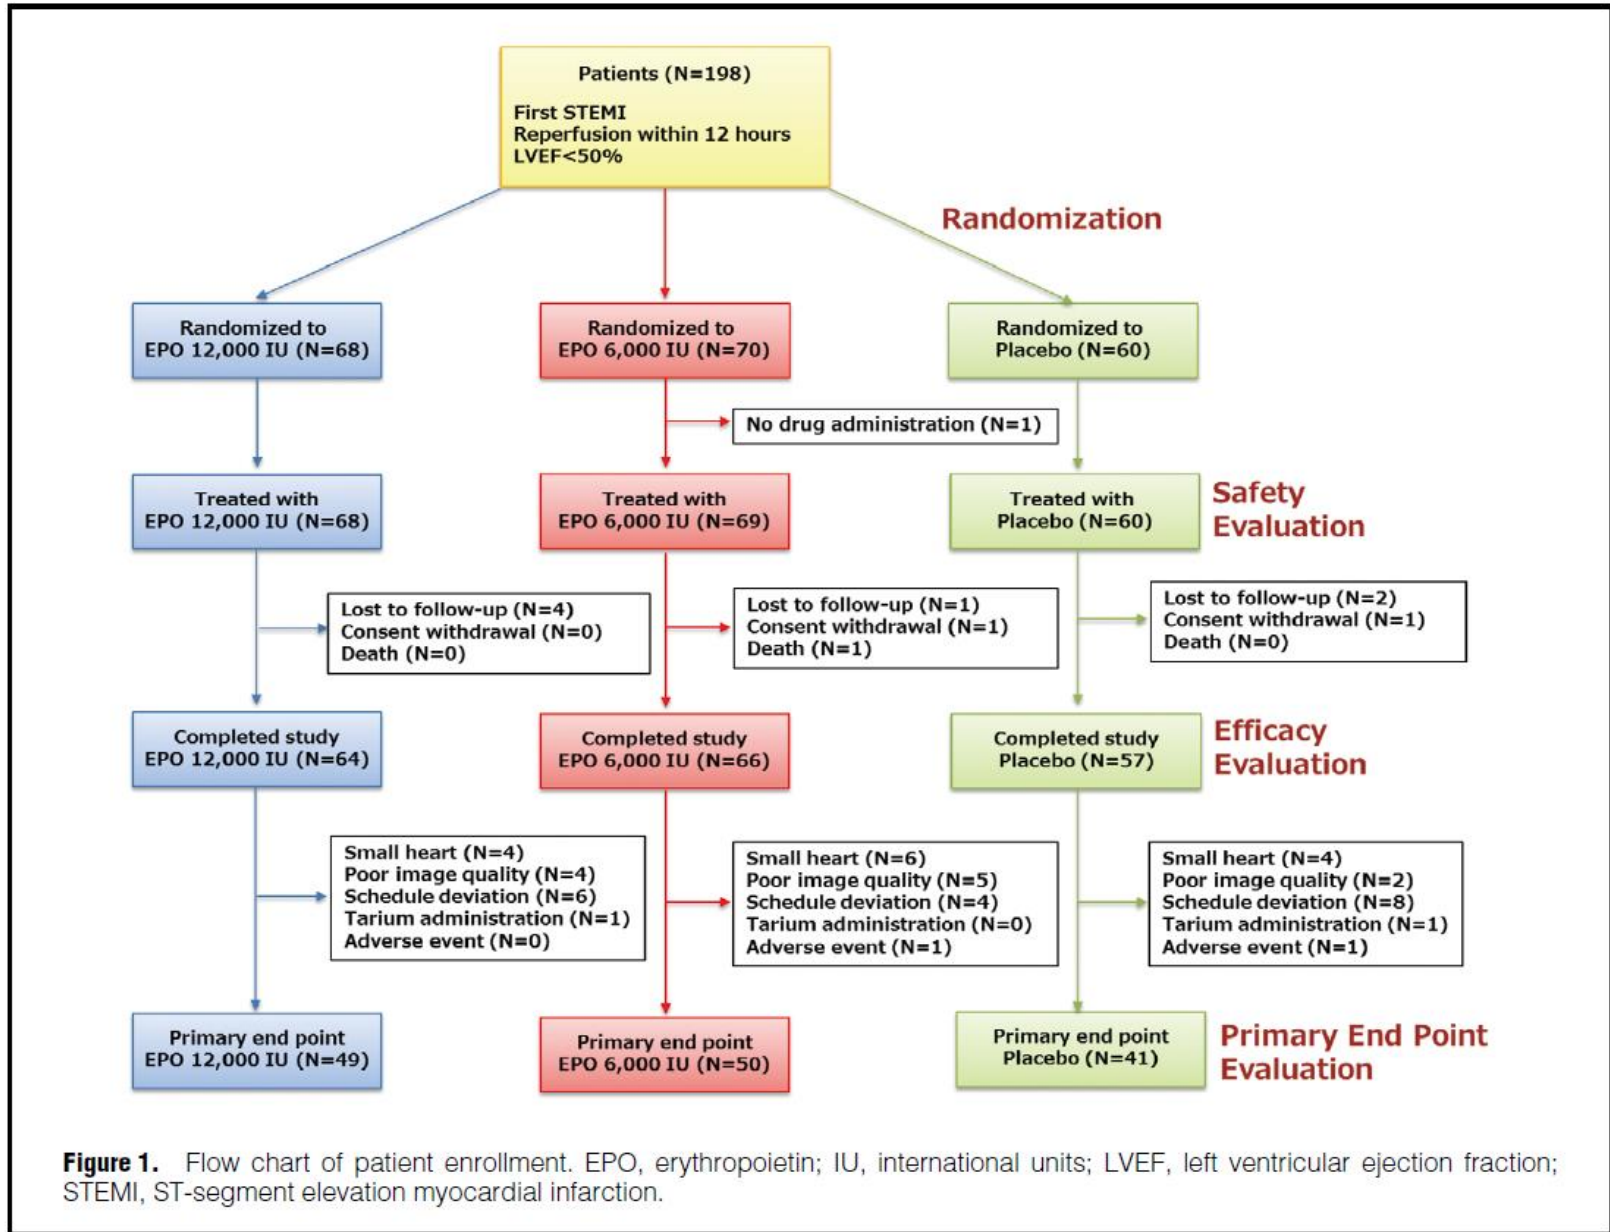 Patients (N=198)
First STEMI
Reperfusion within 12 hours
LVEF<50%
Randomization
Randomized to
EPO 12,000 IU (N=68)
Randomized to
EPO 6,000 IU (N=70)
Randomized to
Placebo (N=60)
No drug administration (N=1)
Treated with
EPO 12,000 IU (N=68)
Treated with
EPO 6,000 IU (N=69)
Treated with
Placebo (N=60)
Safety
Evaluation
Lost to follow-up (N=4)
Consent withdrawal (N=0)
Death (N=0)
Lost to follow-up (N=1)
Consent withdrawal (N=1)
Death (N=1)
Lost to follow-up (N=2)
Consent withdrawal (N=1)
Death (N=0)
Completed study
EPO 12,000 IU (N=64)
Completed study
EPO 6,000 IU (N=66)
Completed study
Placebo (N=57)
Efficacy
Evaluation
Small heart (N=4)
Poor image quality (N=4)
Schedule deviation (N=6)
Tarium administration (N=1)
Adverse event (N=0)
Small heart (N=6)
Poor image quality (N=5)
Schedule deviation (N=4)
Tarium administration (N=0)
Adverse event (N=1)
Small heart (N=4)
Poor image quality (N=2)
Schedule deviation (N=8)
Tarium administration (N=1)
Adverse event (N=1)
Primary end point
EPO 12,000 IU (N=49)
Primary end point
EPO 6,000 IU (N=50)
Primary end point
Placebo (N=41)
Primary End Point
Evaluation
Figure 1. Flow chart of patient enrollment. EPO, erythropoietin; IU, international units; LVEF, left ventricular ejection fraction;
STEMI, ST-segment elevation myocardial infarction.